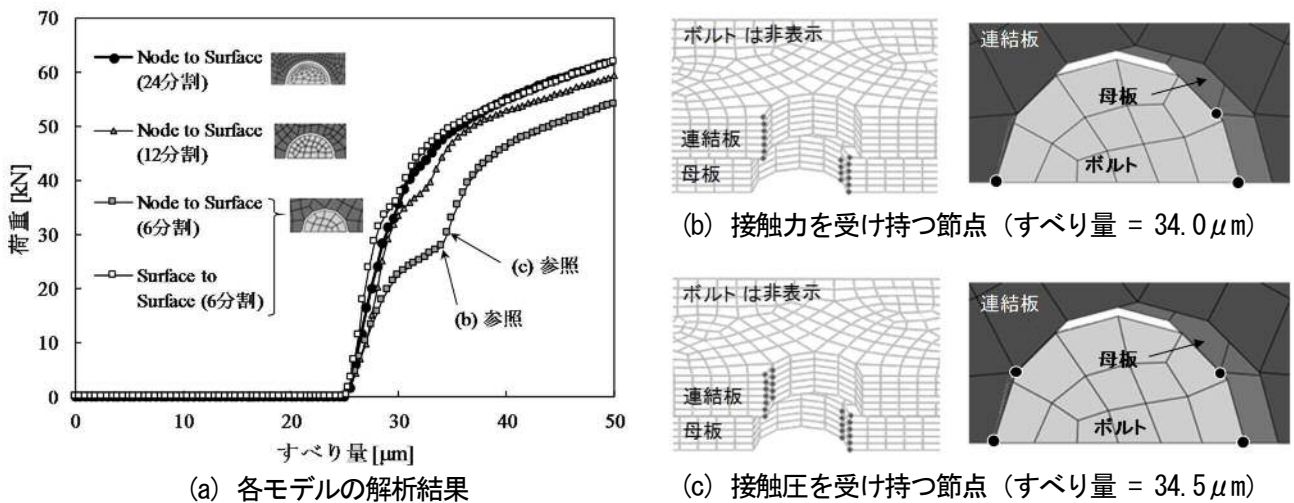 70
60
50
40
30
20
10
0
荷重 [kN]
0
10
20
30
40
50
すべり量 [μm]
Node to Surface
(24分割)
Node to Surface
(12分割)
Node to Surface
(6分割)
Surface to
Surface (6分割)
(c) 参照
(b) 参照
(a) 各モデルの解析結果
ボルト は非表示
連結板
母板
連結板
母板
ボルト
(b) 接触力を受け持つ節点 (すべり量 = 34.0μm)
ボルト は非表示
連結板
母板
連結板
母板
ボルト
(c) 接触圧を受け持つ節点 (すべり量 = 34.5μm)